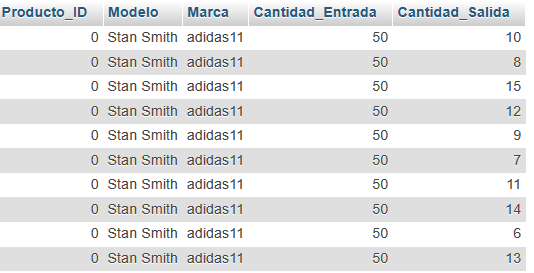 Producto_ID Modelo Marca Cantidad_Entrada Cantidad_Salida
0 Stan Smith adidas11 50 10
0 Stan Smith adidas11 50 8
0 Stan Smith adidas11 50 15
0 Stan Smith adidas11 50 12
0 Stan Smith adidas11 50 9
0 Stan Smith adidas11 50 7
0 Stan Smith adidas11 50 11
0 Stan Smith adidas11 50 14
0 Stan Smith adidas11 50 6
0 Stan Smith adidas11 50 13